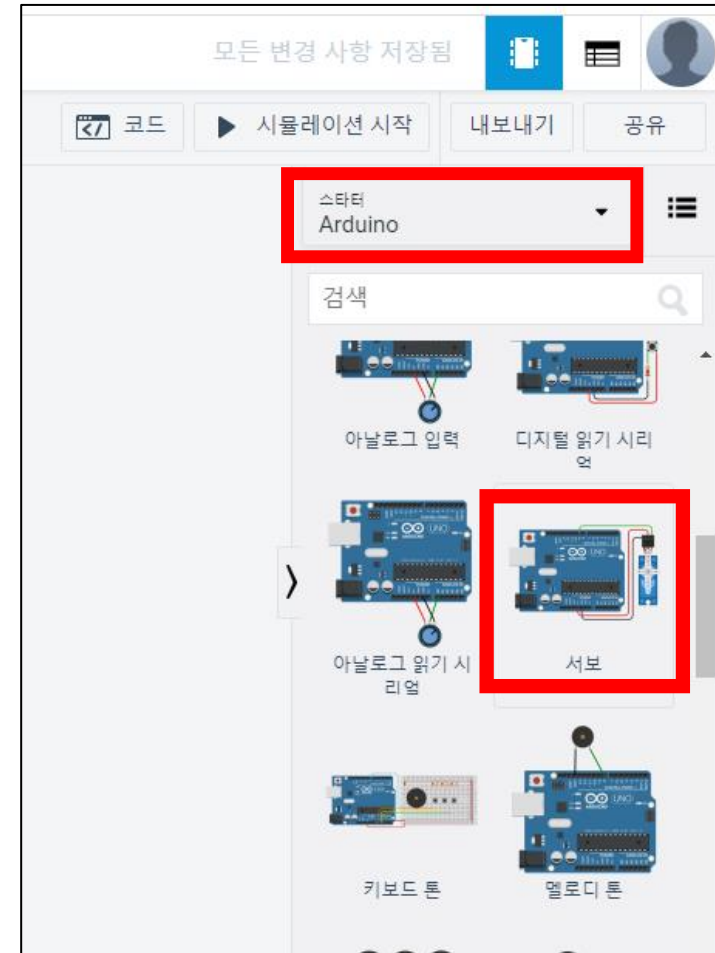 모든 변경 사항 저장됨
코드
시뮬레이션 시작
내보내기
공유
스타터
Arduino
검색
아날로그 입력
디지털 읽기 시리
얼
UNO
UNO
아날로그 읽기 시
리얼
서보
키보드 톤
멜로디 톤
UNO